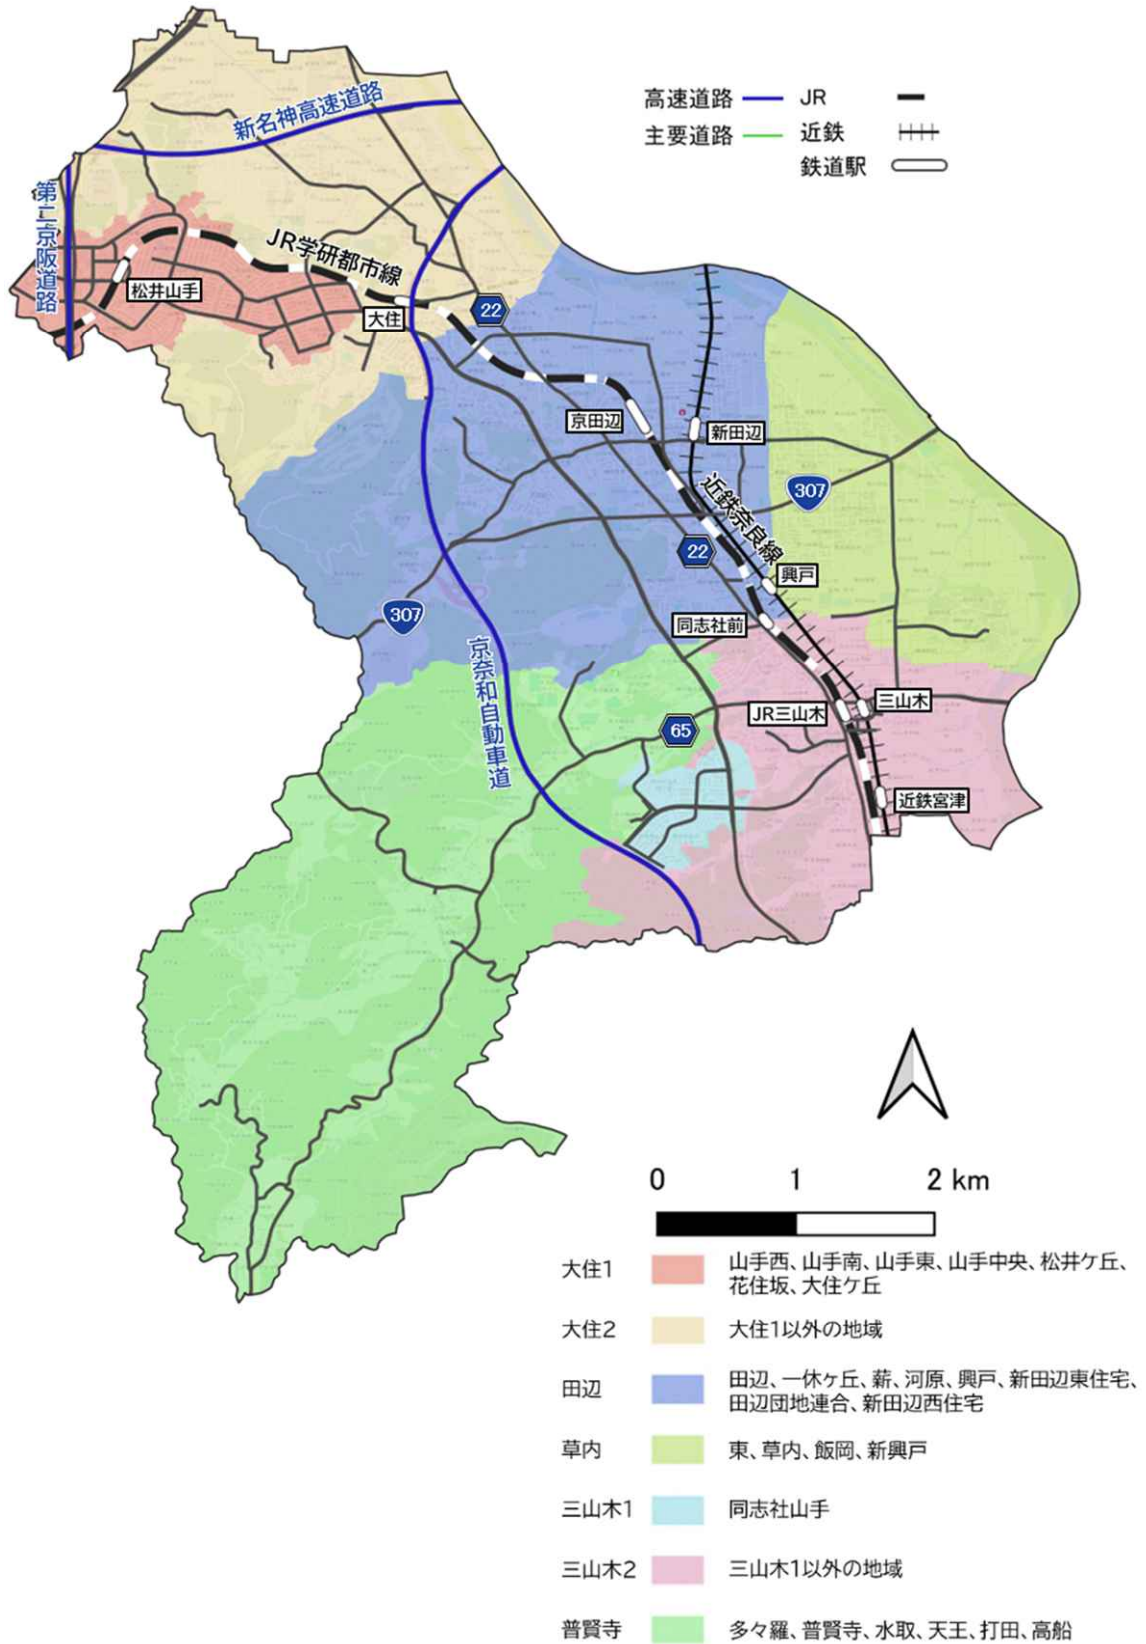 高速道路 JR
主要道路 近鉄
鉄道駅
新名神高速道路
第二京阪道路
JR学研都市線
松井山手
大住
22
京田辺
新田辺
近鉄奈良線
307
22
興戸
307
同志社前
京奈和自動車道
三山木
JR三山木
65
近鉄宮津
0 1 2 km
大住1 山手西、山手南、山手東、山手中央、松井ケ丘、
花住坂、大住ケ丘
大住2 大住1以外の地域
田辺 田辺、一休ヶ丘、薪、河原、興戸、新田辺東住宅、
田辺団地連合、新田辺西住宅
草内 東、草内、飯岡、新興戸
三山木1 同志社山手
三山木2 三山木1以外の地域
普賢寺 多々羅、普賢寺、水取、天王、打田、高船